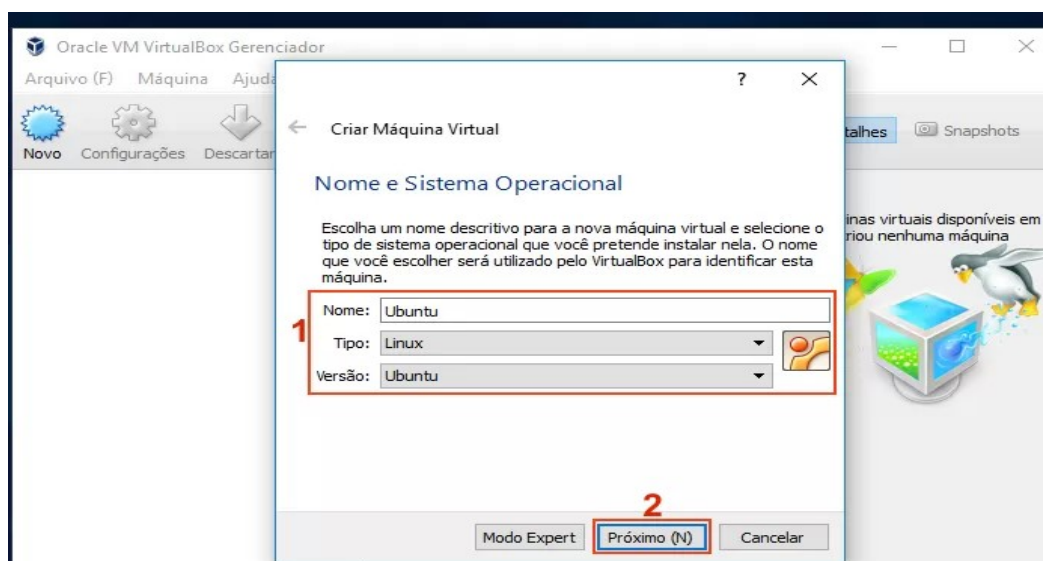 Oracle VM VirtualBox Gerenciador
Arquivo (F) Máquina Ajuda
Novo Configurações Descartar
? ×
Criar Máquina Virtual
Nome e Sistema Operacional
Escolha um nome descritivo para a nova máquina virtual e selecione o
tipo de sistema operacional que você pretende instalar nela. O nome
que você escolher será utilizado pelo VirtualBox para identificar esta
máquina.
1
Nome: Ubuntu
Tipo: Linux
Versão: Ubuntu
2
Modo Expert Próximo (N) Cancelar
talhes Snapshots
inas virtuais disponíveis em
riou nenhuma máquina